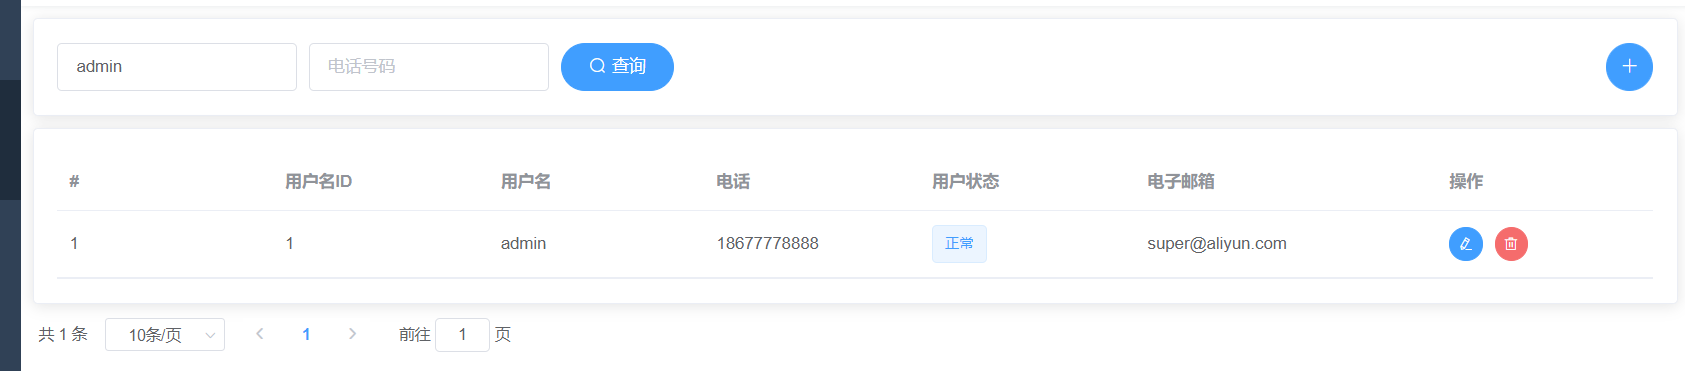 admin 电话号码 查询
# 用户名ID 用户名 电话 用户状态 电子邮箱 操作
1 1 admin 18677778888 正常 super@aliyun.com
共 1 条 10条/页 1 前往 1 页